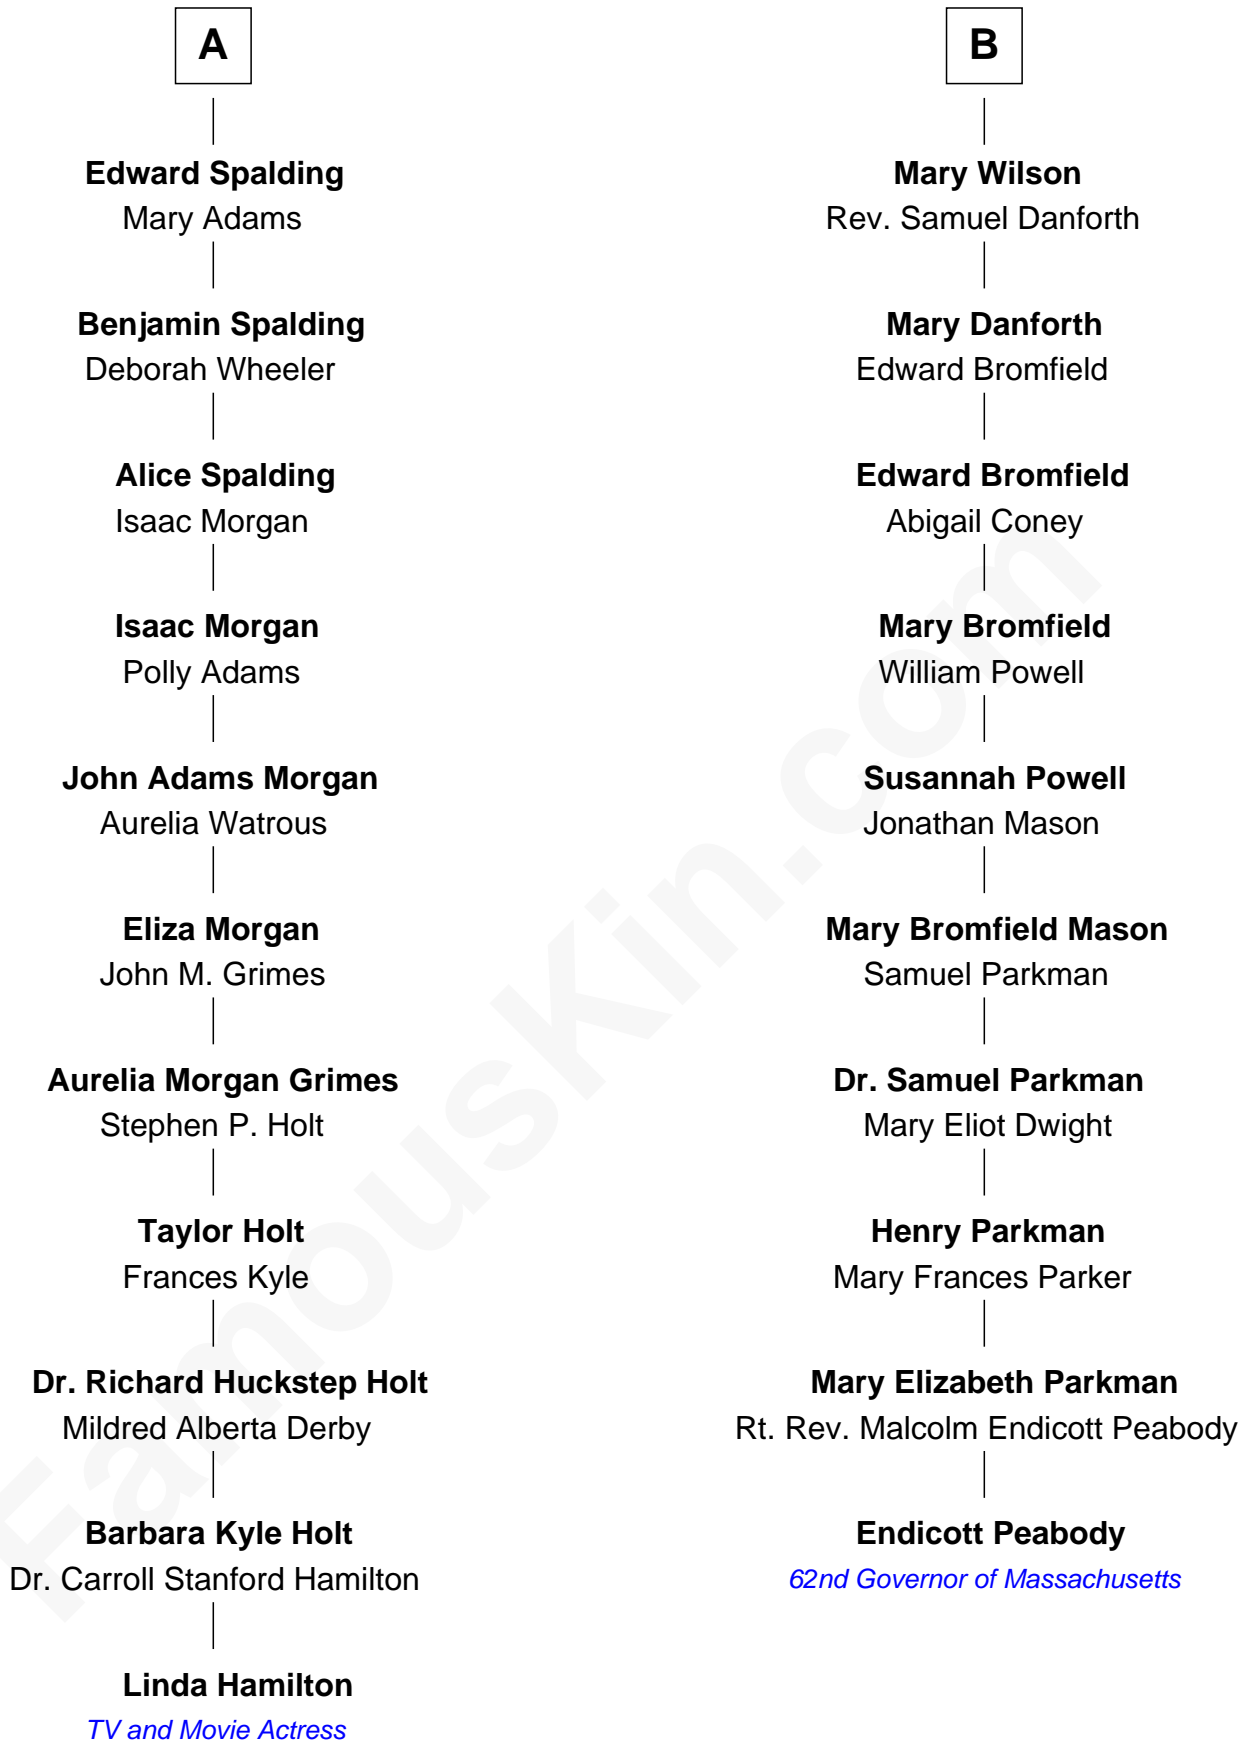 A
Edward Spalding
Mary Adams
Benjamin Spalding
Deborah Wheeler
Alice Spalding
Isaac Morgan
Isaac Morgan
Polly Adams
John Adams Morgan
Aurelia Watrous
Eliza Morgan
John M. Grimes
Aurelia Morgan Grimes
Stephen P. Holt
Taylor Holt
Frances Kyle
Dr. Richard Huckstep Holt
Mildred Alberta Derby
Barbara Kyle Holt
Dr. Carroll Stanford Hamilton
Linda Hamilton
TV and Movie Actress
B
Mary Wilson
Rev. Samuel Danforth
Mary Danforth
Edward Bromfield
Edward Bromfield
Abigail Coney
Mary Bromfield
William Powell
Susannah Powell
Jonathan Mason
Mary Bromfield Mason
Samuel Parkman
Dr. Samuel Parkman
Mary Eliot Dwight
Henry Parkman
Mary Frances Parker
Mary Elizabeth Parkman
Rt. Rev. Malcolm Endicott Peabody
Endicott Peabody
62nd Governor of Massachusetts
FamousKin.com